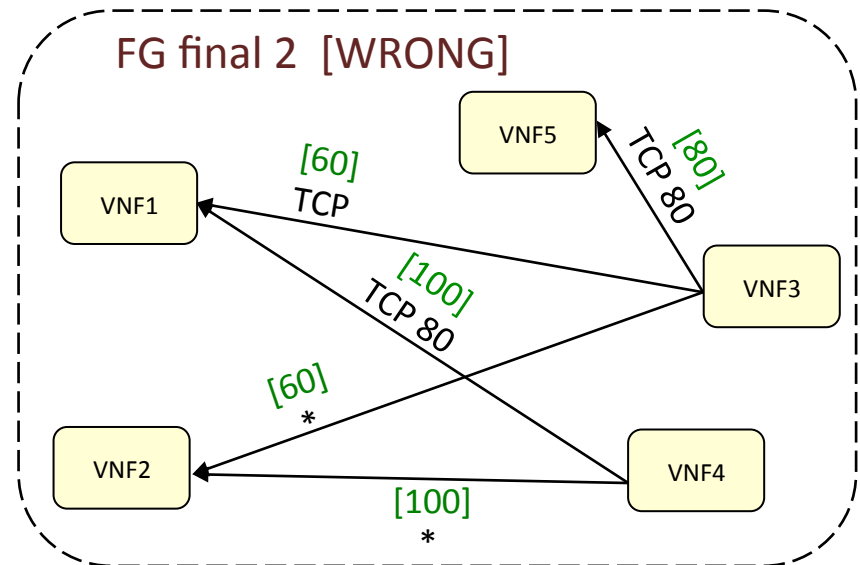 FG final 2 [WRONG]
VNF5
[80]
TCP 80
[60]
TCP
VNF1
[100]
TCP 80
VNF3
[60]
*
VNF2
VNF4
[100]
*